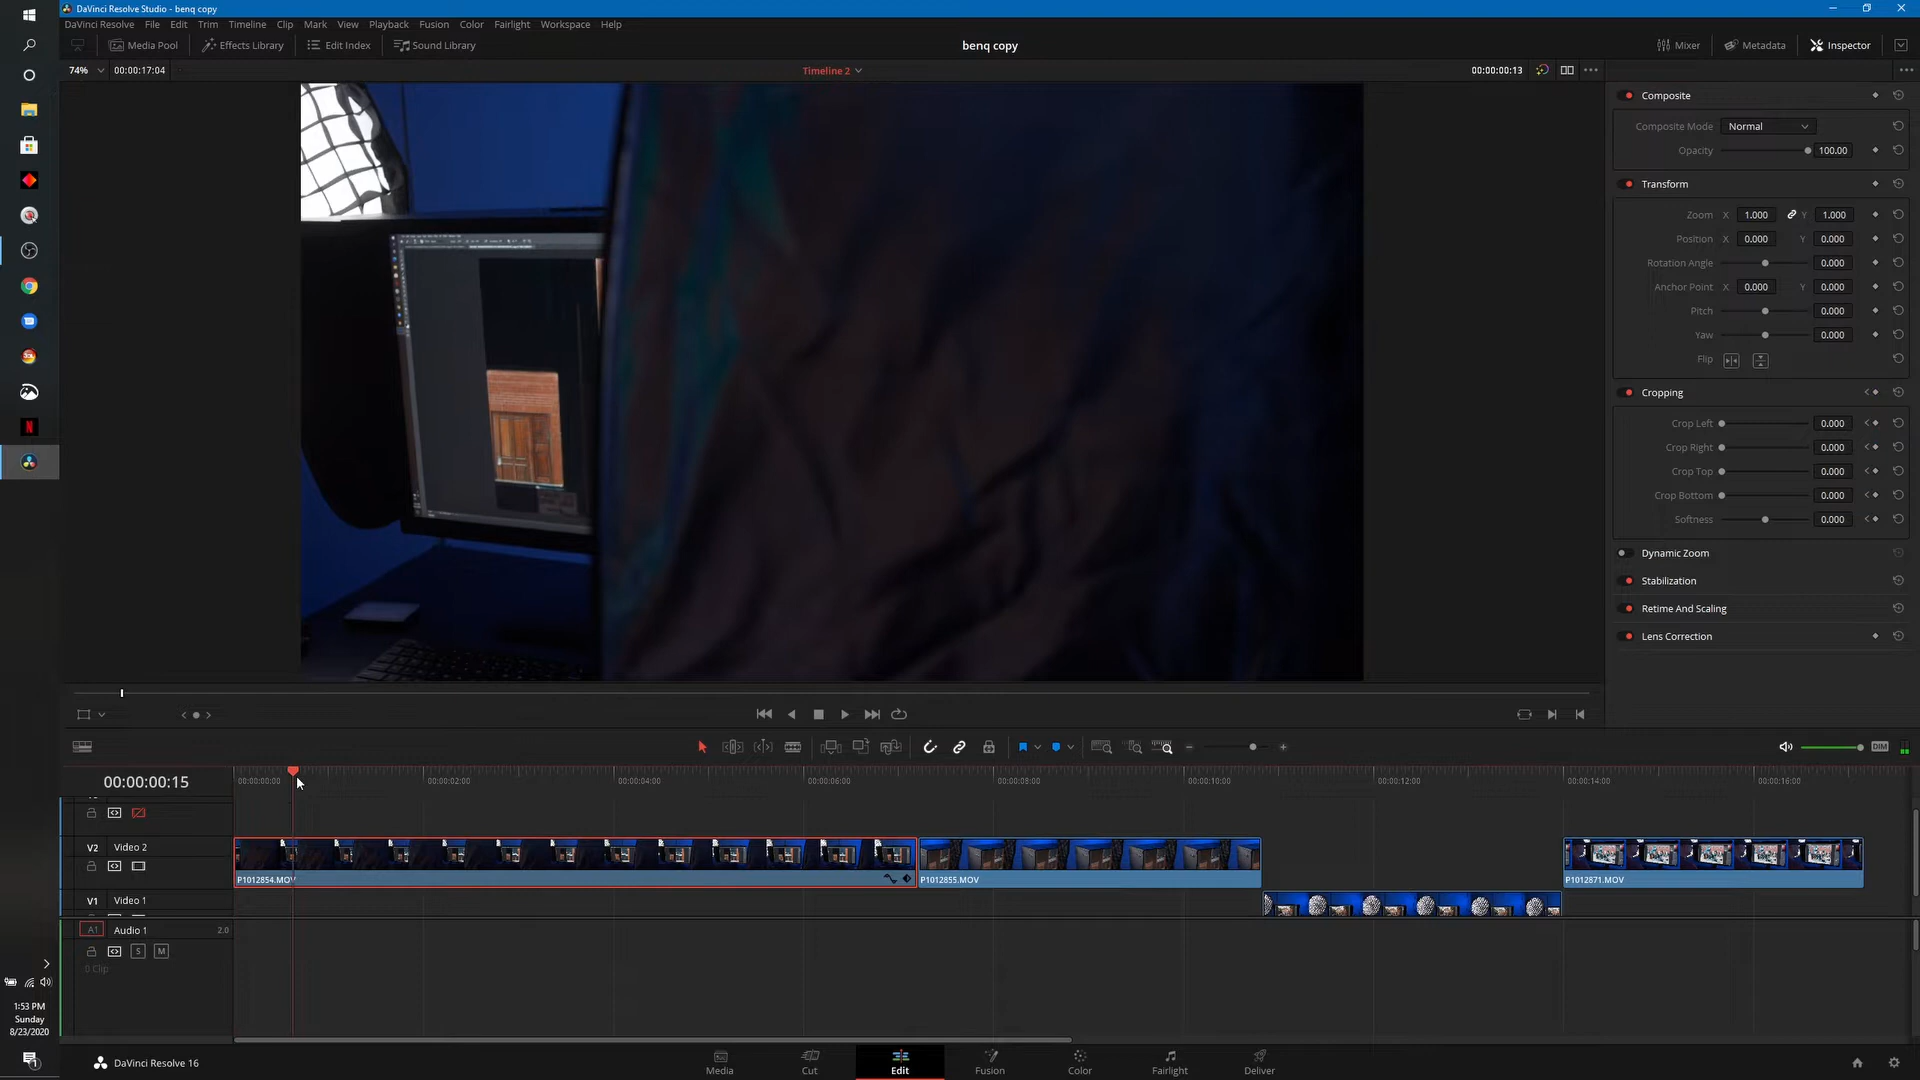 DaVinci Resolve Studio - benq copy
DaVinci Resolve File Edit Trim Timeline Clip Mark View Playback Fusion Color Fairlight Workspace Help
Media Pool Effects Library Edit Index Sound Library benq copy Mixer Metadata Inspector
74% 00:00:17:04 Timeline 2 00:00:00:13
Composite
Composite Mode Normal
Opacity 100.00
Transform
Zoom X 1.000 Y 1.000
Position X 0.000 Y 0.000
Rotation Angle 0.000
Anchor Point X 0.000 Y 0.000
Pitch 0.000
Yaw 0.000
Flip
Cropping
Crop Left 0.000
Crop Right 0.000
Crop Top 0.000
Crop Bottom 0.000
Softness 0.000
Dynamic Zoom
Stabilization
Retime And Scaling
Lens Correction
DIM
00:00:00:15 00:00:00:00 00:00:02:00 00:00:04:00 00:00:06:00 00:00:08:00 00:00:10:00 00:00:12:00 00:00:14:00 00:00:16:00
V2 Video 2
P1012854.MOV P1012855.MOV P1012871.MOV
V1 Video 1
A1 Audio 1 2.0
S M
0 Clip
1:53 PM
Sunday
8/23/2020
DaVinci Resolve 16
Media Cut Edit Fusion Color Fairlight Deliver